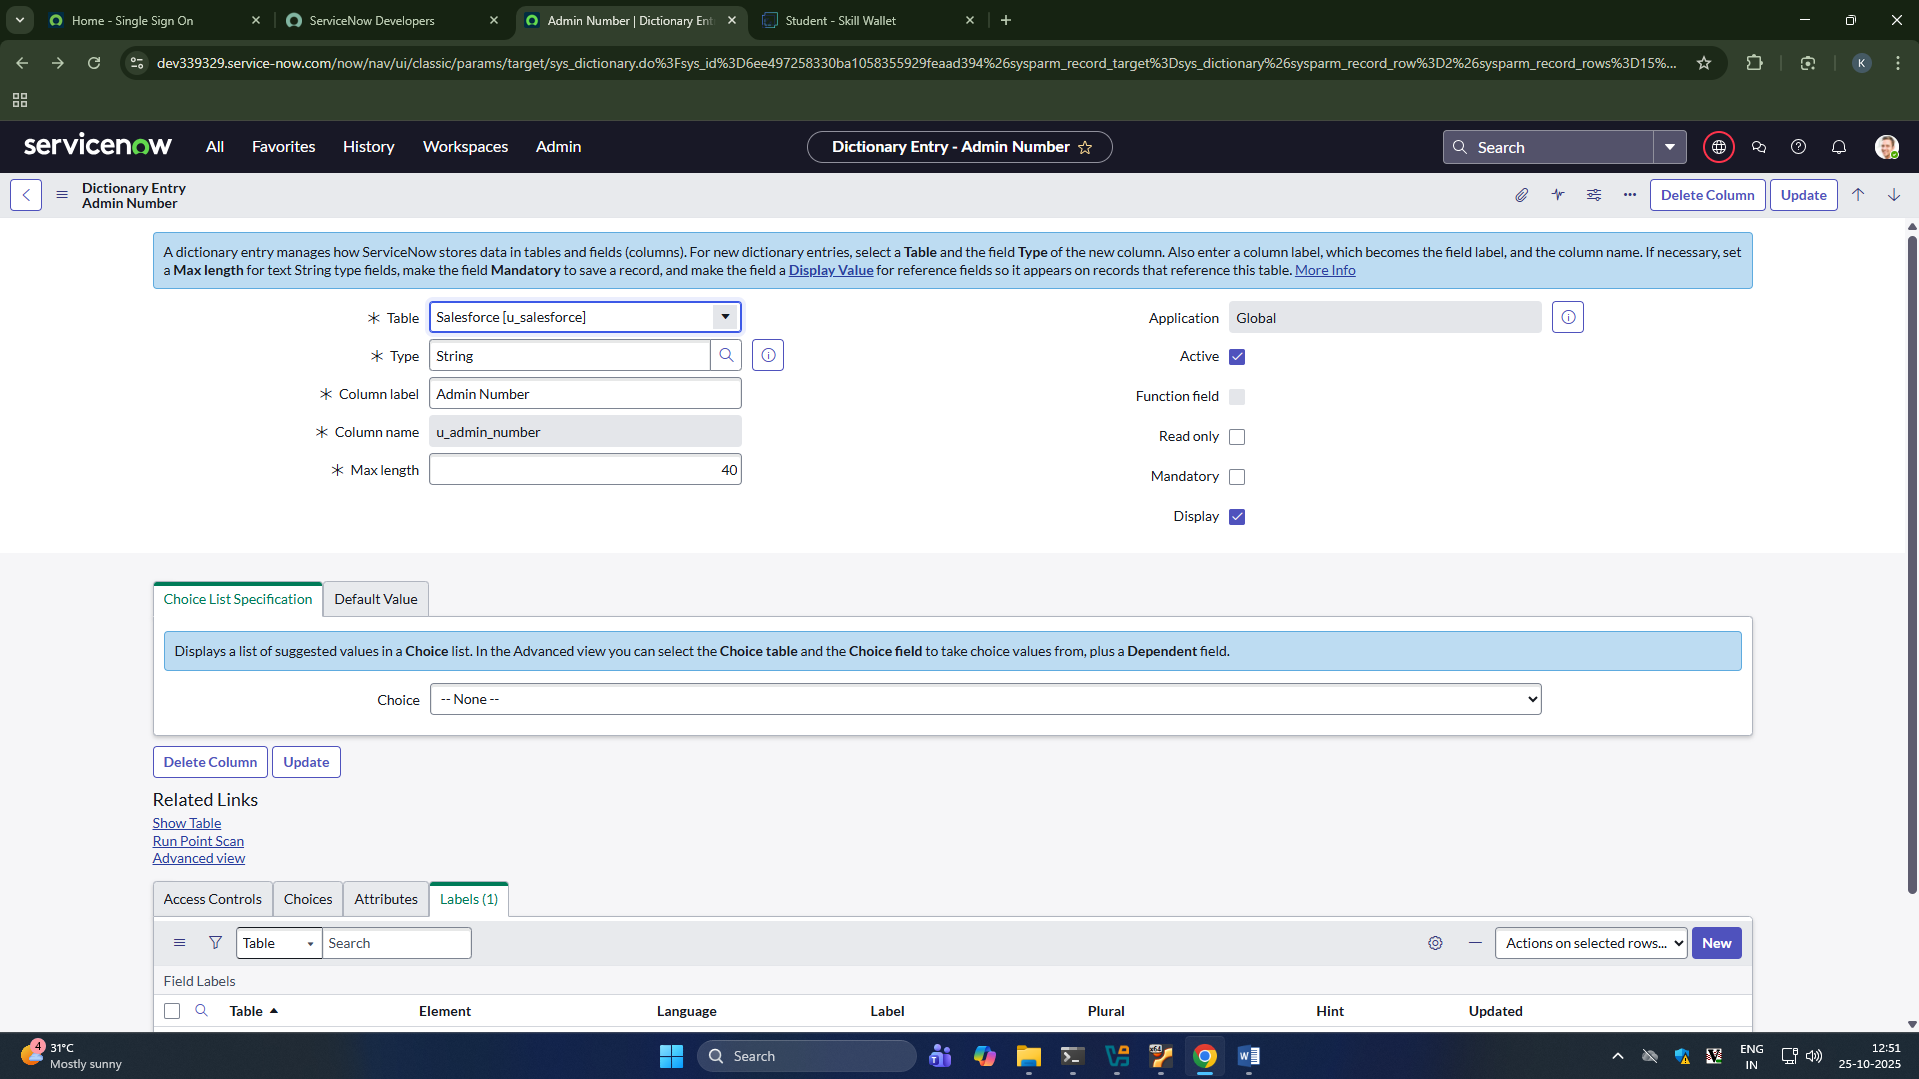 Home - Single Sign On
ServiceNow Developers
Admin Number | Dictionary Ent
Student - Skill Wallet
dev339329.service-now.com/now/nav/ui/classic/params/target/sys_dictionary.do%3Fsys_id%3D6ee497258330ba1058355929feaad394%26sysparm_record_target%3Dsys_dictionary%26sysparm_record_row%3D2%26sysparm_record_rows%3D15%...
K
servicenow
All
Favorites
History
Workspaces
Admin
Dictionary Entry - Admin Number
Search
Dictionary Entry
Admin Number
Delete Column
Update
A dictionary entry manages how ServiceNow stores data in tables and fields (columns). For new dictionary entries, select a Table and the field Type of the new column. Also enter a column label, which becomes the field label, and the column name. If necessary, set
a Max length for text String type fields, make the field Mandatory to save a record, and make the field a Display Value for reference fields so it appears on records that reference this table. More Info
Table
Salesforce [u_salesforce]
Type
String
Column label
Admin Number
Column name
u_admin_number
Max length
40
Application
Global
Active
Function field
Read only
Mandatory
Display
Choice List Specification
Default Value
Displays a list of suggested values in a Choice list. In the Advanced view you can select the Choice table and the Choice field to take choice values from, plus a Dependent field.
Choice
-- None --
Delete Column
Update
Related Links
Show Table
Run Point Scan
Advanced view
Access Controls
Choices
Attributes
Labels (1)
Table
Search
Actions on selected rows...
New
Field Labels
Table
Element
Language
Label
Plural
Hint
Updated
4
31°C
Mostly sunny
Search
ENG
IN
12:51
25-10-2025